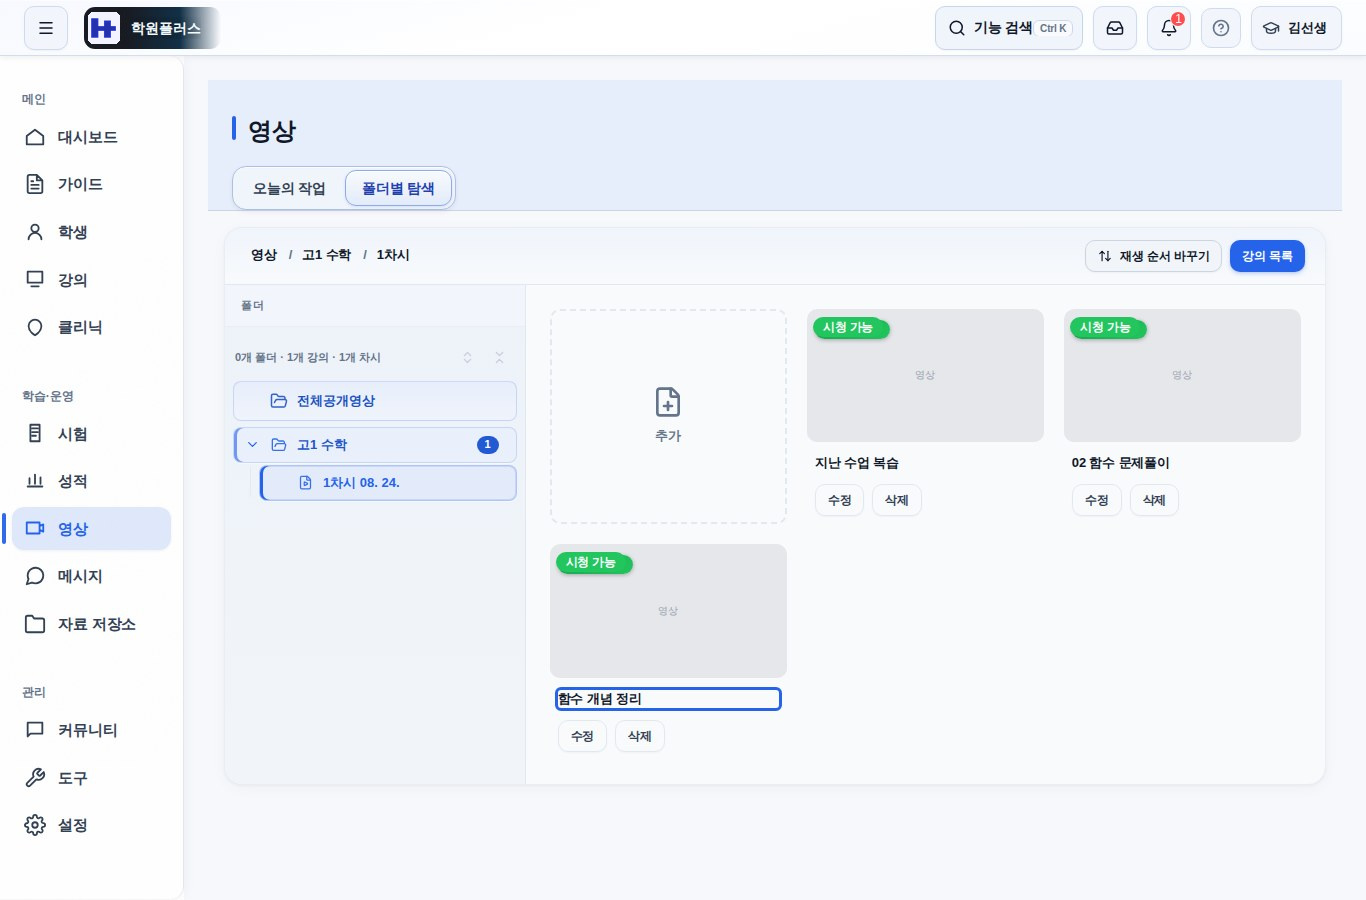 학원플러스
기능 검색 Ctrl K
1
김선생
메인
대시보드
가이드
학생
강의
클리닉
학습·운영
시험
성적
영상
메시지
자료 저장소
관리
커뮤니티
도구
설정
영상
오늘의 작업
폴더별 탐색
영상 / 고1 수학 / 1차시
재생 순서 바꾸기
강의 목록
폴더
0개 폴더 · 1개 강의 · 1개 차시
전체공개영상
고1 수학
1
1차시 08. 24.
추가
시청 가능
영상
지난 수업 복습
수정
삭제
시청 가능
영상
02 함수 문제풀이
수정
삭제
시청 가능
영상
함수 개념 정리
수정
삭제